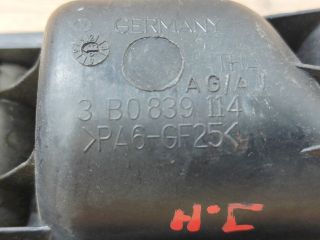 GERMANY
AG/A
3 B0 839 114
>PA6-GF25<